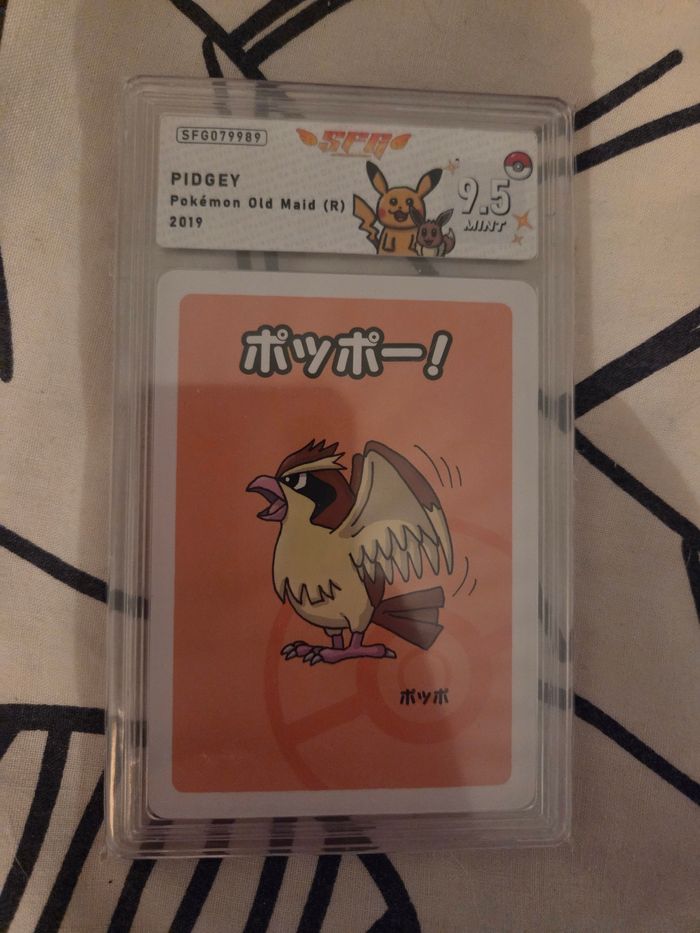 SFG079989
SFG
PIDGEY
Pokémon Old Maid (R)
2019
9.5
MINT
ポッポー!
ポッポ